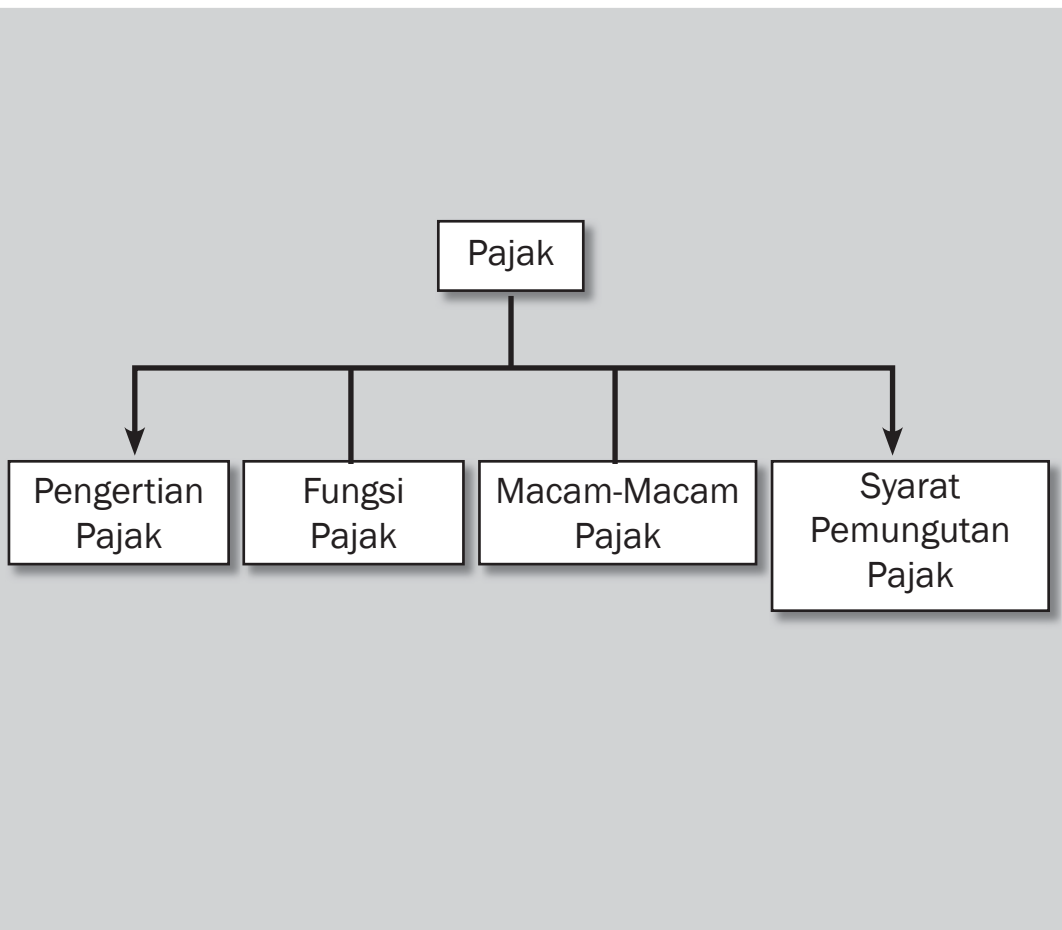 Pajak
Pengertian
Pajak
Fungsi
Pajak
Macam-Macam
Pajak
Syarat
Pemungutan
Pajak